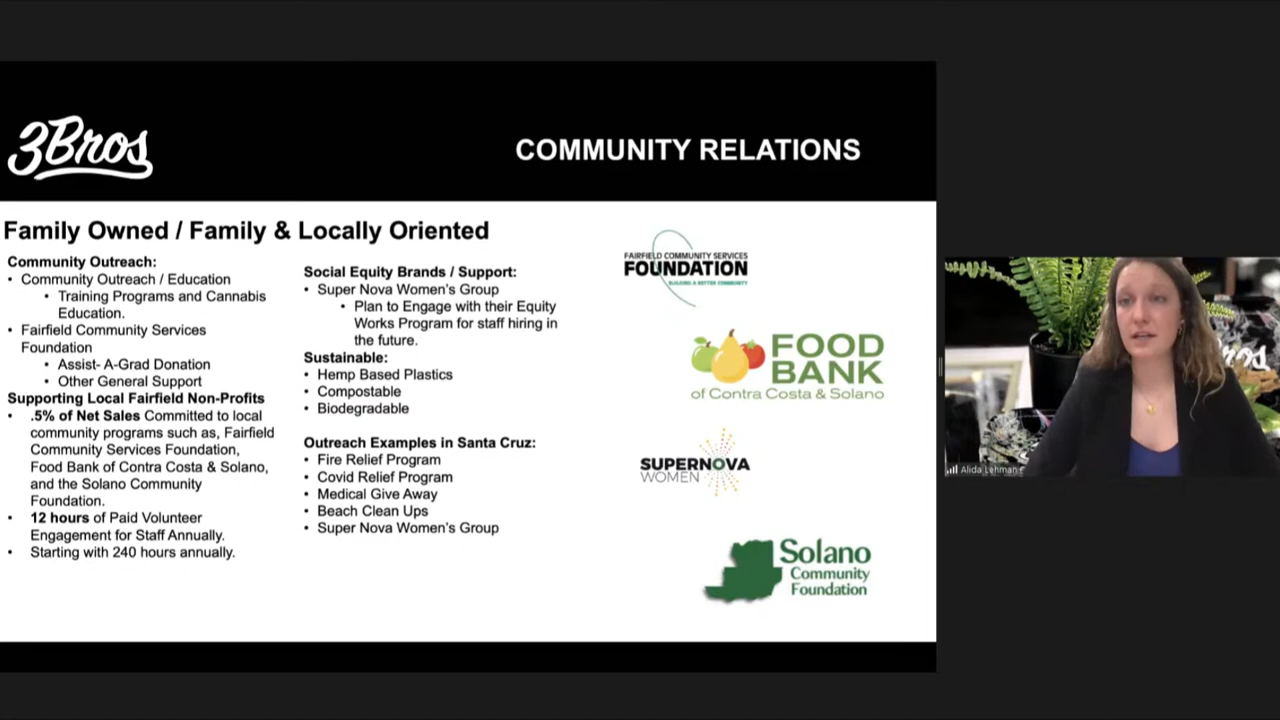 3Bros
COMMUNITY RELATIONS
Family Owned / Family & Locally Oriented
Community Outreach:
• Community Outreach / Education
• Training Programs and Cannabis
Education.
• Fairfield Community Services
Foundation
• Assist- A-Grad Donation
• Other General Support
Supporting Local Fairfield Non-Profits
• .5% of Net Sales Committed to local
community programs such as, Fairfield
Community Services Foundation,
Food Bank of Contra Costa & Solano,
and the Solano Community
Foundation.
• 12 hours of Paid Volunteer
Engagement for Staff Annually.
• Starting with 240 hours annually.
Social Equity Brands / Support:
• Super Nova Women's Group
• Plan to Engage with their Equity
Works Program for staff hiring in
the future.
Sustainable:
• Hemp Based Plastics
• Compostable
• Biodegradable
Outreach Examples in Santa Cruz:
• Fire Relief Program
• Covid Relief Program
• Medical Give Away
• Beach Clean Ups
• Super Nova Women's Group
FAIRFIELD COMMUNITY SERVICES
FOUNDATION
BUILDING A BETTER COMMUNITY
FOOD
BANK
of Contra Costa & Solano
SUPERNOVA
WOMEN
Solano
Community
Foundation
Bros
Alida Lehman